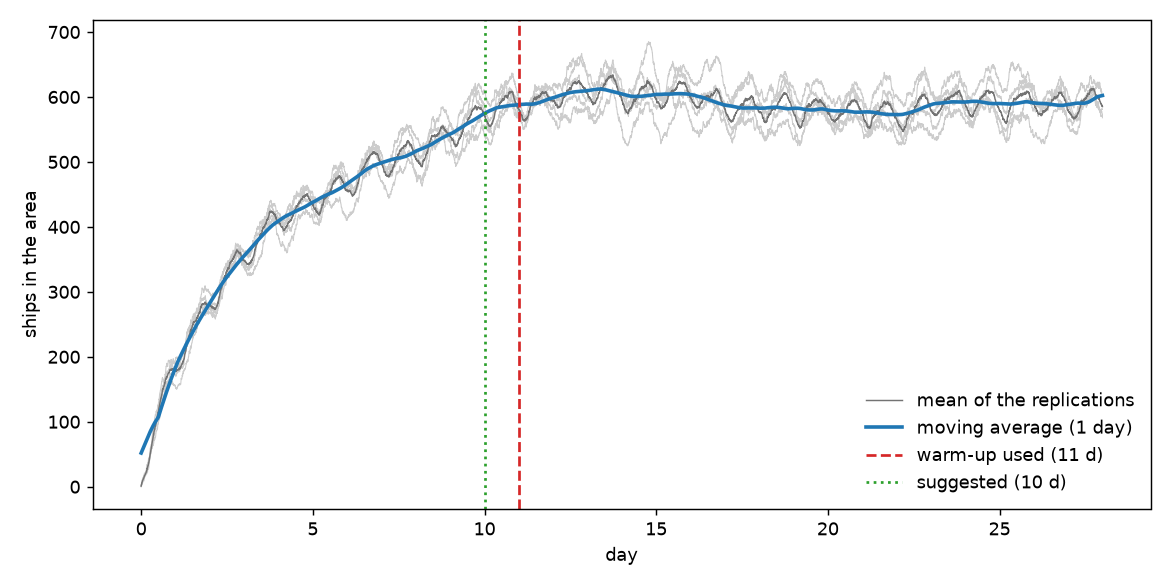 700
600
500
400
300
200
100
0
ships in the area
mean of the replications
moving average (1 day)
warm-up used (11 d)
suggested (10 d)
0 5 10 15 20 25
day